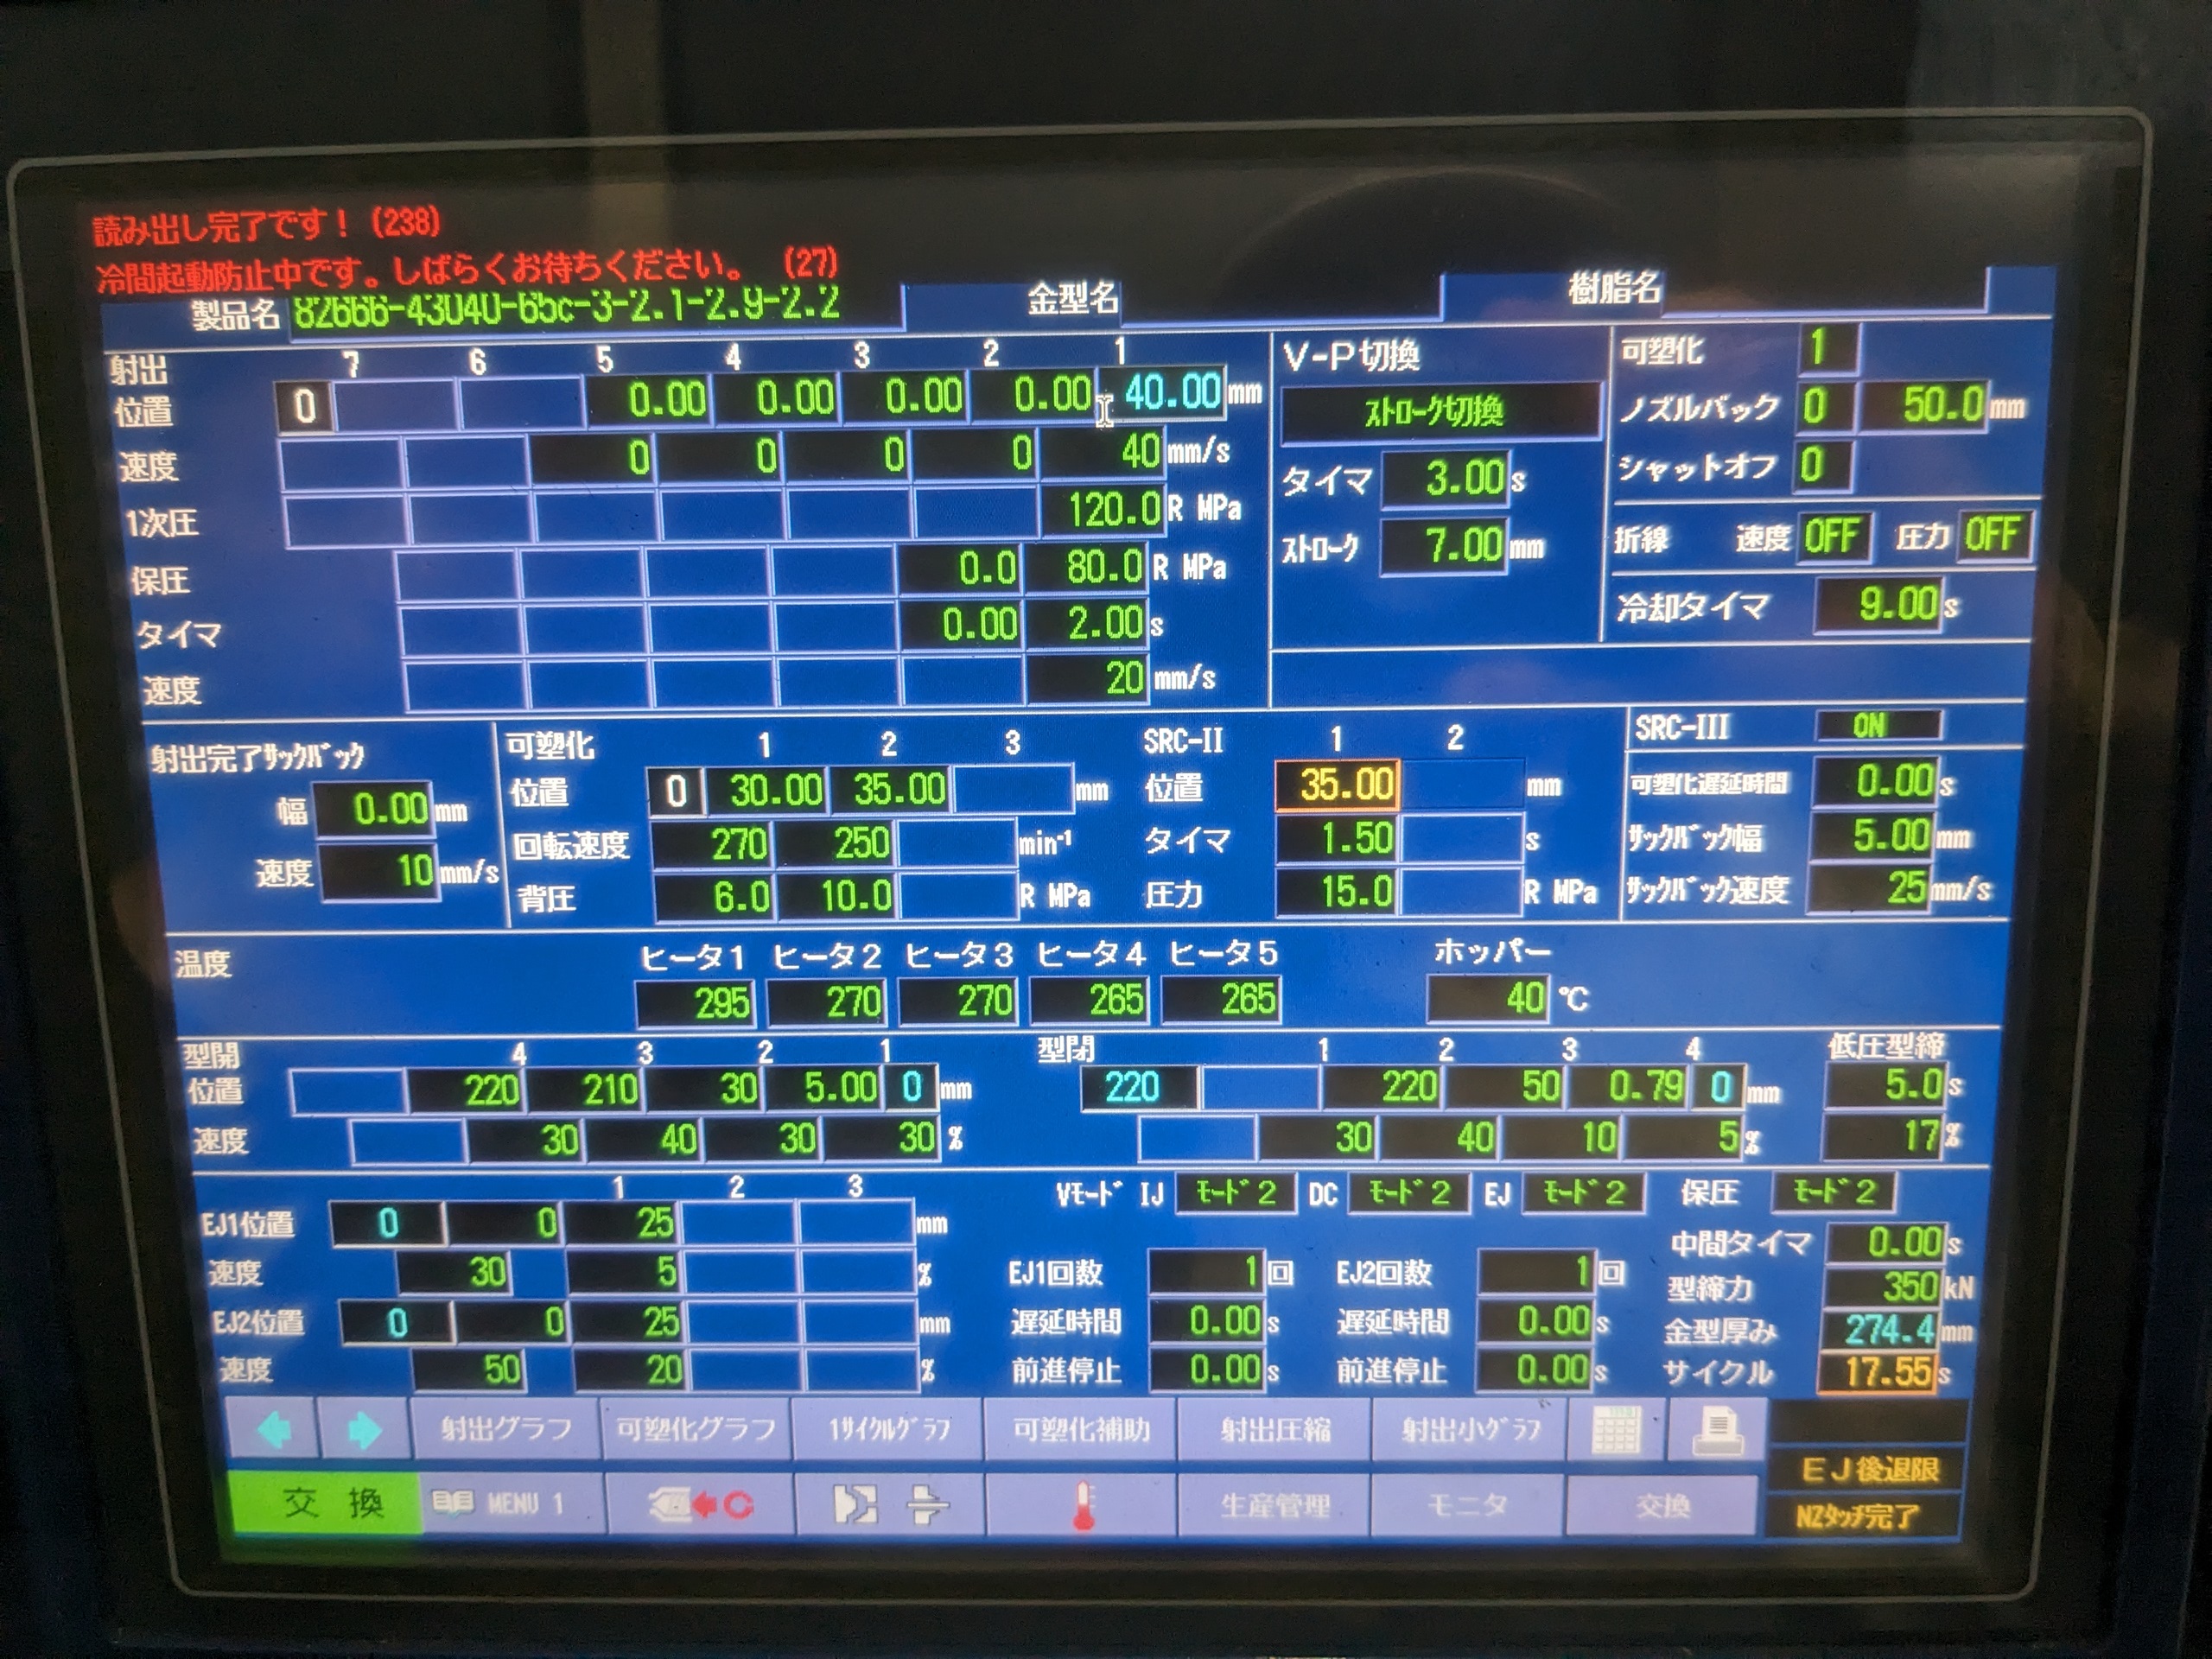 読み出し完了です！ (238)
冷間起動防止中です。しばらくお待ちください。 (27)
製品名 82666-43040-65c-3-2.1-2.9-2.2 金型名 樹脂名
射出 7 6 5 4 3 2 1
位置 0 0.00 0.00 0.00 0.00 40.00 mm
速度 0 0 0 0 40 mm/s
1次圧 120.0 R MPa
保圧 0.0 80.0 R MPa
タイマ 0.00 2.00 s
速度 20 mm/s
V-P切換
ｽﾄﾛｰｸ切換
タイマ 3.00 s
ｽﾄﾛｰｸ 7.00 mm
可塑化 1
ノズルバック 0 50.0 mm
シャットオフ 0
折線 速度 OFF 圧力 OFF
冷却タイマ 9.00 s
射出完了ｻｯｸﾊﾞｯｸ
幅 0.00 mm
速度 10 mm/s
可塑化 1 2 3
位置 0 30.00 35.00 mm
回転速度 270 250 min⁻¹
背圧 6.0 10.0 R MPa
SRC-II 1 2
位置 35.00 mm
タイマ 1.50 s
圧力 15.0 R MPa
SRC-III ON
可塑化遅延時間 0.00 s
ｻｯｸﾊﾞｯｸ幅 5.00 mm
ｻｯｸﾊﾞｯｸ速度 25 mm/s
温度 ヒータ1 ヒータ2 ヒータ3 ヒータ4 ヒータ5 ホッパー
295 270 270 265 265 40 ℃
型開 4 3 2 1
位置 220 210 30 5.00 0 mm
速度 30 40 30 30 %
型閉 1 2 3 4
220 220 50 0.79 0 mm
30 40 10 5 %
低圧型締
5.0 s
17 %
1 2 3
EJ1位置 0 0 25 mm
速度 30 5 %
EJ2位置 0 0 25 mm
速度 50 20 %
Vﾓｰﾄﾞ IJ ﾓｰﾄﾞ2 DC ﾓｰﾄﾞ2 EJ ﾓｰﾄﾞ2 保圧 ﾓｰﾄﾞ2
EJ1回数 1 回 EJ2回数 1 回
遅延時間 0.00 s 遅延時間 0.00 s
前進停止 0.00 s 前進停止 0.00 s
中間タイマ 0.00 s
型締力 350 kN
金型厚み 274.4 mm
サイクル 17.55 s
射出グラフ 可塑化グラフ 1ｻｲｸﾙｸﾞﾗﾌ 可塑化補助 射出圧縮 射出小ｸﾞﾗﾌ
EJ後退限
交換 MENU 1 生産管理 モニタ 交換
NZﾀｯﾁ完了